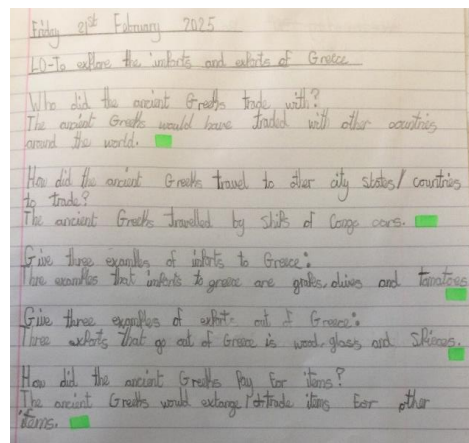 Friday 21st February 2025
LO-To explore the imports and exports of Greece
Who did the ancient Greeks trade with?
The ancient Greeks would have traded with other countries
around the world.
How did the ancient Greeks travel to other city states/ countries
to trade?
The ancient Greeks travelled by ships of Congo cars.
Give three examples of imports to Greece:
Three examples that imports to greece are grapes, olives and tomatoes
Give three examples of export out of Greece:
Three exports that go out of Greece is wood, glass and spices.
How did the ancient Greeks pay for items?
The ancient Greeks would extange / trade items for other
items.